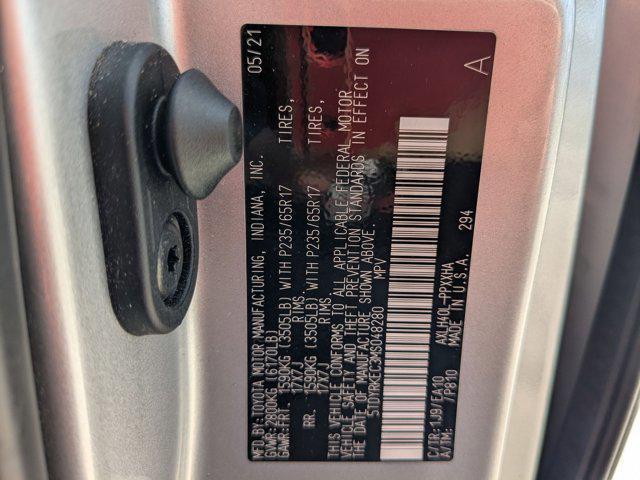 MFD.BY:TOYOTA MOTOR MANUFACTURING, INDIANA, INC. 05/21
GVWR:2800KG (6170LB)
GAWR:FRT. 1590KG (3505LB) WITH P235/65R17 TIRES,
17X7J RIMS.
RR. 1590KG (3505LB) WITH P235/65R17 TIRES,
17X7J RIMS.
THIS VEHICLE CONFORMS TO ALL APPLICABLE FEDERAL MOTOR
VEHICLE SAFETY AND THEFT PREVENTION STANDARDS IN EFFECT ON
THE DATE OF MANUFACTURE SHOWN ABOVE.
5TDYRKEC3MS048280 MPV
C/TR:1J9/EA10 AXLH40L-PPXXHA
A/TM: /P810 MADE IN U.S.A. 294 A